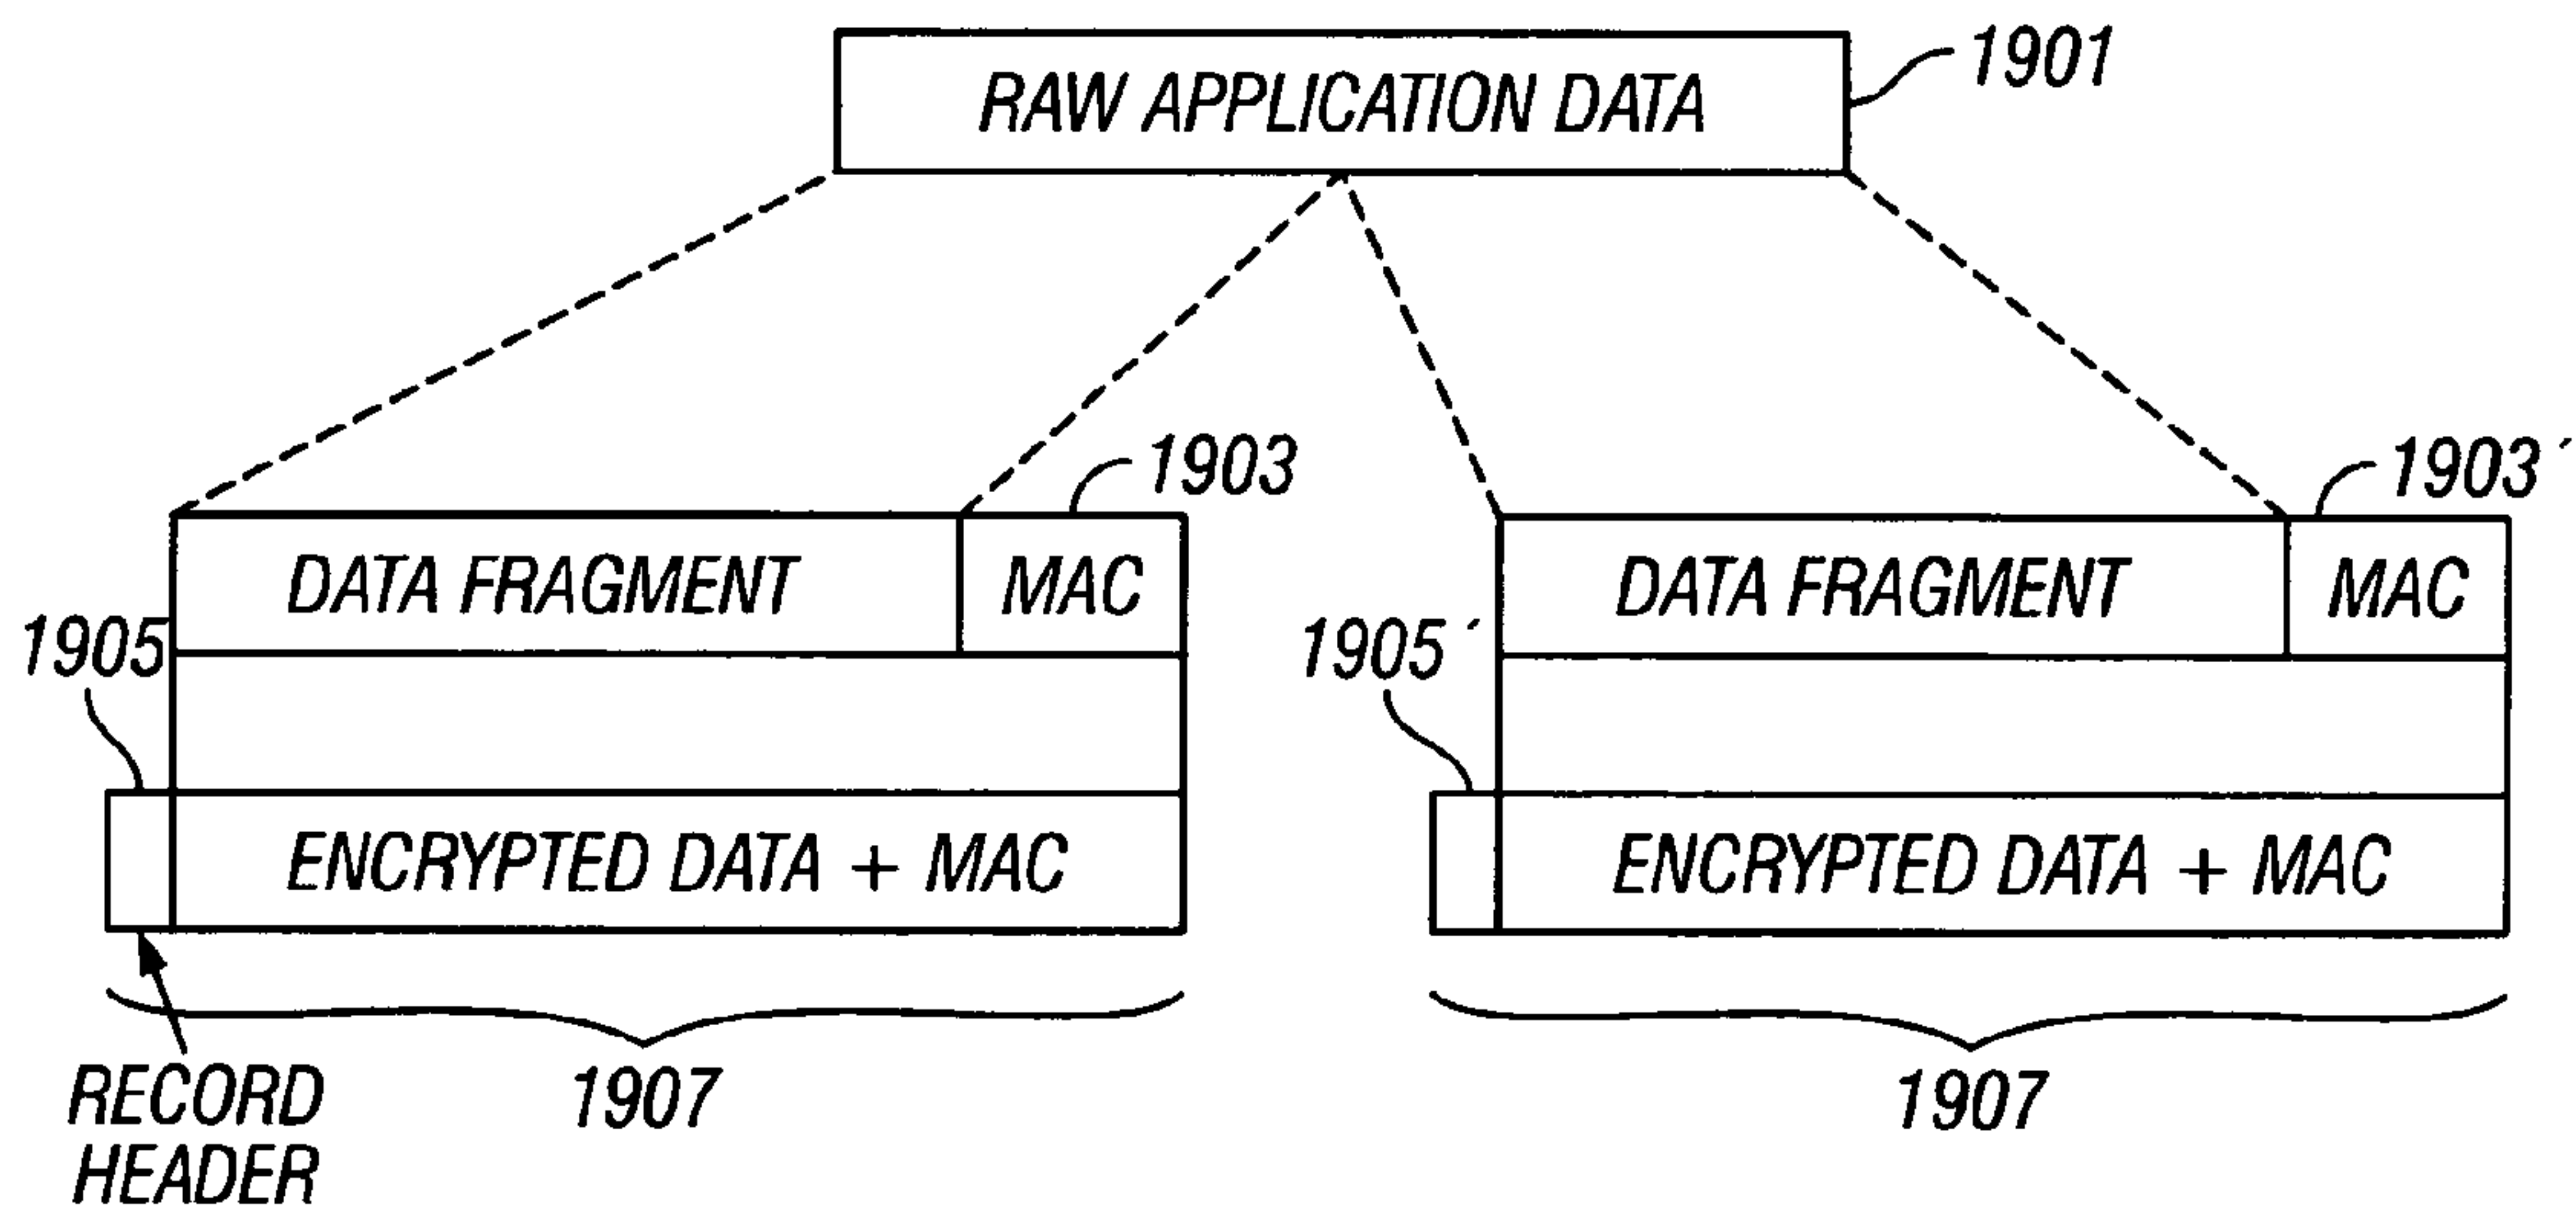 RAW APPLICATION DATA
1901
1903
1903´
DATA FRAGMENT
MAC
DATA FRAGMENT
MAC
1905
1905´
ENCRYPTED DATA + MAC
ENCRYPTED DATA + MAC
RECORD
HEADER
1907
1907